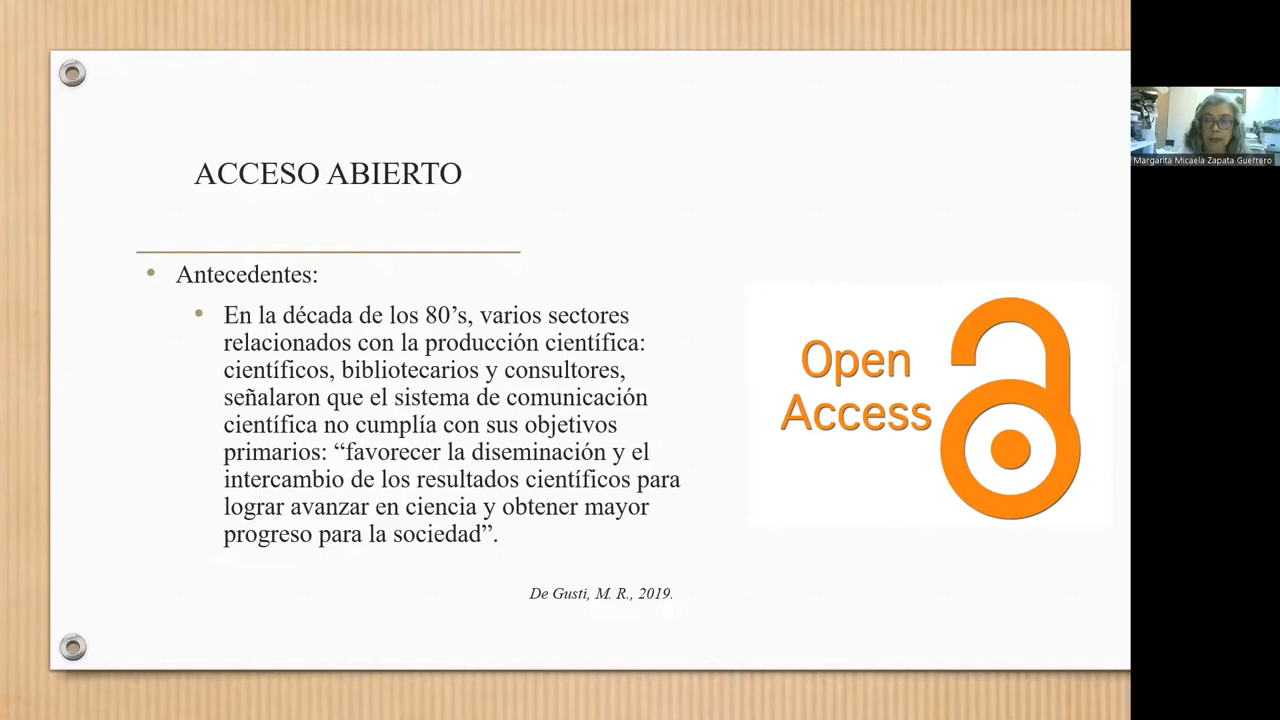 ACCESO ABIERTO
Antecedentes:
En la década de los 80’s, varios sectores
relacionados con la producción científica:
científicos, bibliotecarios y consultores,
señalaron que el sistema de comunicación
científica no cumplía con sus objetivos
primarios: “favorecer la diseminación y el
intercambio de los resultados científicos para
lograr avanzar en ciencia y obtener mayor
progreso para la sociedad”.
De Gusti, M. R., 2019.
Open
Access
Margarita Micaela Zapata Guerrero